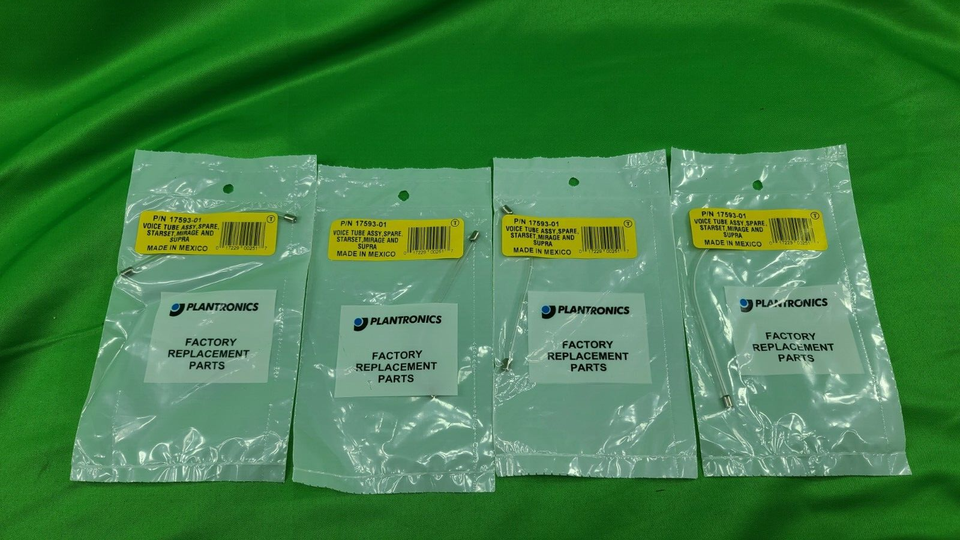 P/N 17593-01
VOICE TUBE ASSY,SPARE,
STARSET,MIRAGE AND
SUPRA
MADE IN MEXICO
T
PLANTRONICS
FACTORY
REPLACEMENT
PARTS
P/N 17593-01
VOICE TUBE ASSY,SPARE,
STARSET,MIRAGE AND
SUPRA
MADE IN MEXICO
T
PLANTRONICS
FACTORY
REPLACEMENT
PARTS
P/N 17593-01
VOICE TUBE ASSY,SPARE,
STARSET,MIRAGE AND
SUPRA
MADE IN MEXICO
T
PLANTRONICS
FACTORY
REPLACEMENT
PARTS
P/N 17593-01
VOICE TUBE ASSY,SPARE,
STARSET,MIRAGE AND
SUPRA
MADE IN MEXICO
T
PLANTRONICS
FACTORY
REPLACEMENT
PARTS